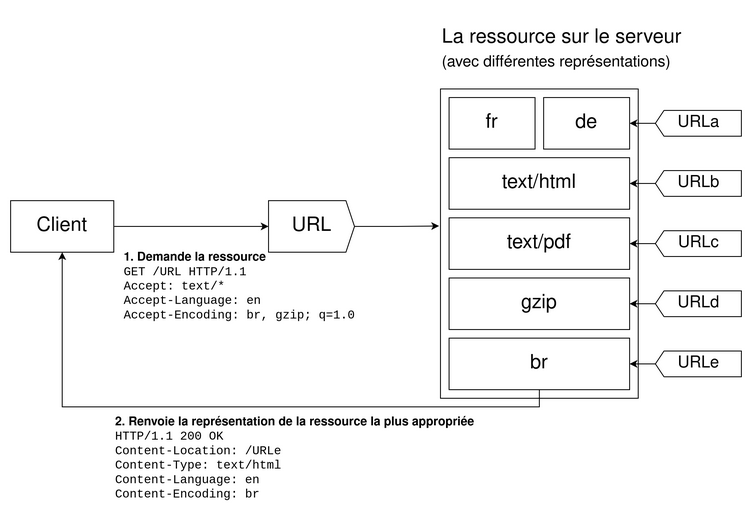 La ressource sur le serveur
(avec différentes représentations)
fr
de
URLa
text/html
URLb
Client
URL
text/pdf
URLc
1. Demande la ressource
GET /URL HTTP/1.1
Accept: text/*
Accept-Language: en
Accept-Encoding: br, gzip; q=1.0
gzip
URLd
br
URLe
2. Renvoie la représentation de la ressource la plus appropriée
HTTP/1.1 200 OK
Content-Location: /URLe
Content-Type: text/html
Content-Language: en
Content-Encoding: br